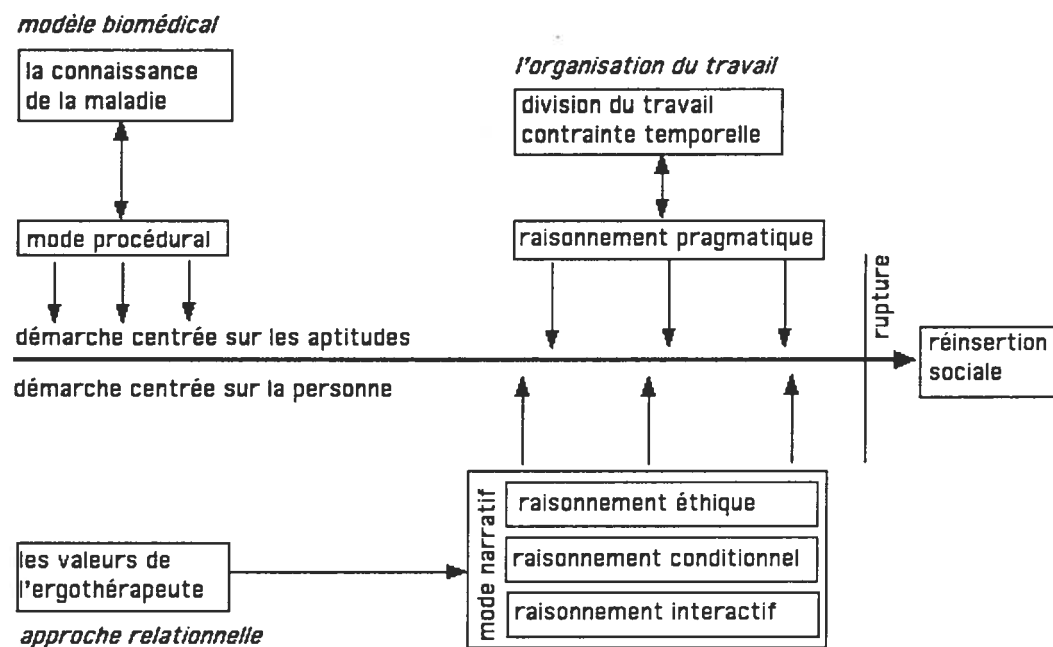 modèle biomédical
la connaissance
de la maladie
l'organisation du travail
division du travail
contrainte temporelle
mode procédural
raisonnement pragmatique
rupture
démarche centrée sur les aptitudes
démarche centrée sur la personne
réinsertion
sociale
mode narratif
raisonnement éthique
raisonnement conditionnel
raisonnement interactif
les valeurs de
l'ergothérapeute
approche relationnelle